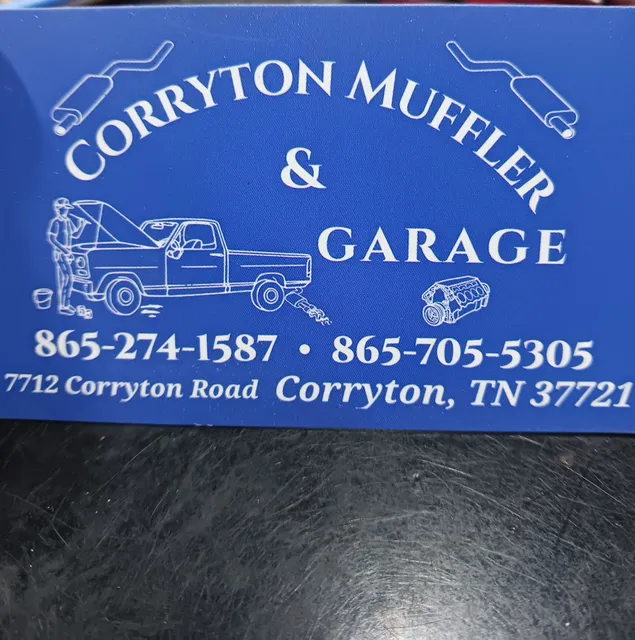 CORRYTON MUFFLER
&
GARAGE
865-274-1587 • 865-705-5305
7712 Corryton Road Corryton, TN 37721